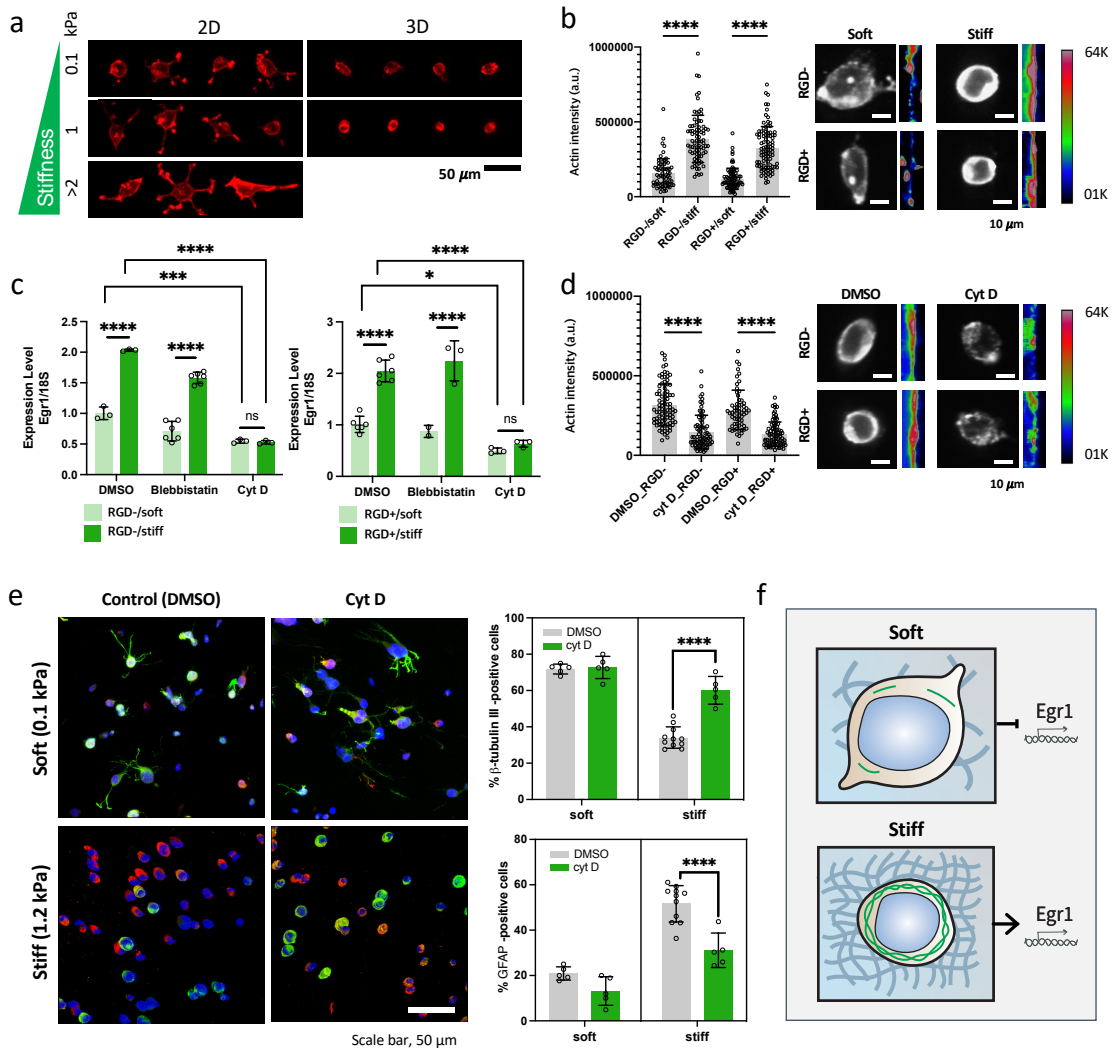 a
2D
3D
kPa
0.1
1
>2
Stiffness
50 μm
b
**** ****
Actin intensity (a.u.)
1000000
500000
0
RGD-/soft
RGD-/stiff
RGD+/soft
RGD+/stiff
Soft
Stiff
RGD-
RGD+
64K
01K
10 μm
c
****
***
Expression Level
Egr1/18S
2.5
2.0
1.5
1.0
0.5
0.0
****
****
ns
DMSO
Blebbistatin
Cyt D
RGD-/soft
RGD-/stiff
****
*
Expression Level
Egr1/18S
3
2
1
0
****
****
ns
DMSO
Blebbistatin
Cyt D
RGD+/soft
RGD+/stiff
d
**** ****
Actin intensity (a.u.)
1000000
500000
0
DMSO_RGD-
cyt D_RGD-
DMSO_RGD+
cyt D_RGD+
DMSO
Cyt D
RGD-
RGD+
64K
01K
10 μm
e
Control (DMSO)
Cyt D
Soft (0.1 kPa)
Stiff (1.2 kPa)
Scale bar, 50 μm
% β-tubulin III -positive cells
100
80
60
40
20
0
DMSO
cyt D
****
soft
stiff
% GFAP -positive cells
80
60
40
20
0
DMSO
cyt D
****
soft
stiff
f
Soft
Egr1
Stiff
Egr1